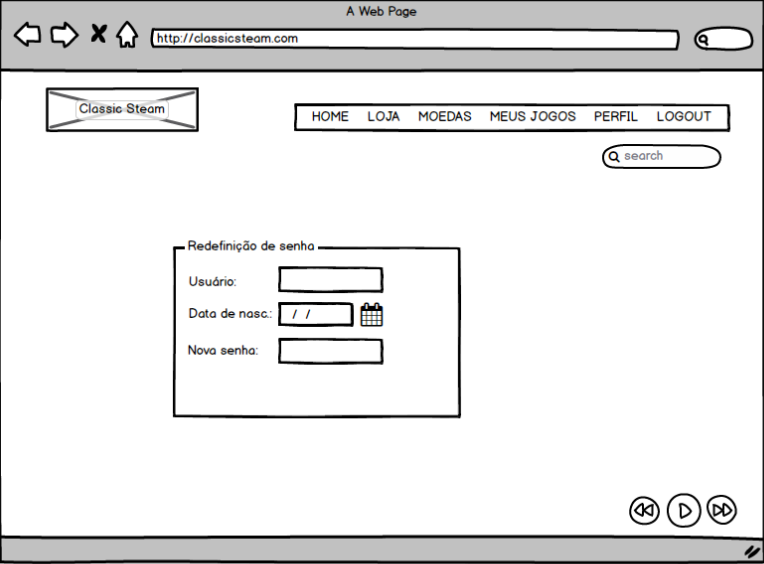 A Web Page
http://classicsteam.com
Classic Steam
HOME LOJA MOEDAS MEUS JOGOS PERFIL LOGOUT
search
Redefinição de senha
Usuário:
Data de nasc.: / /
Nova senha: